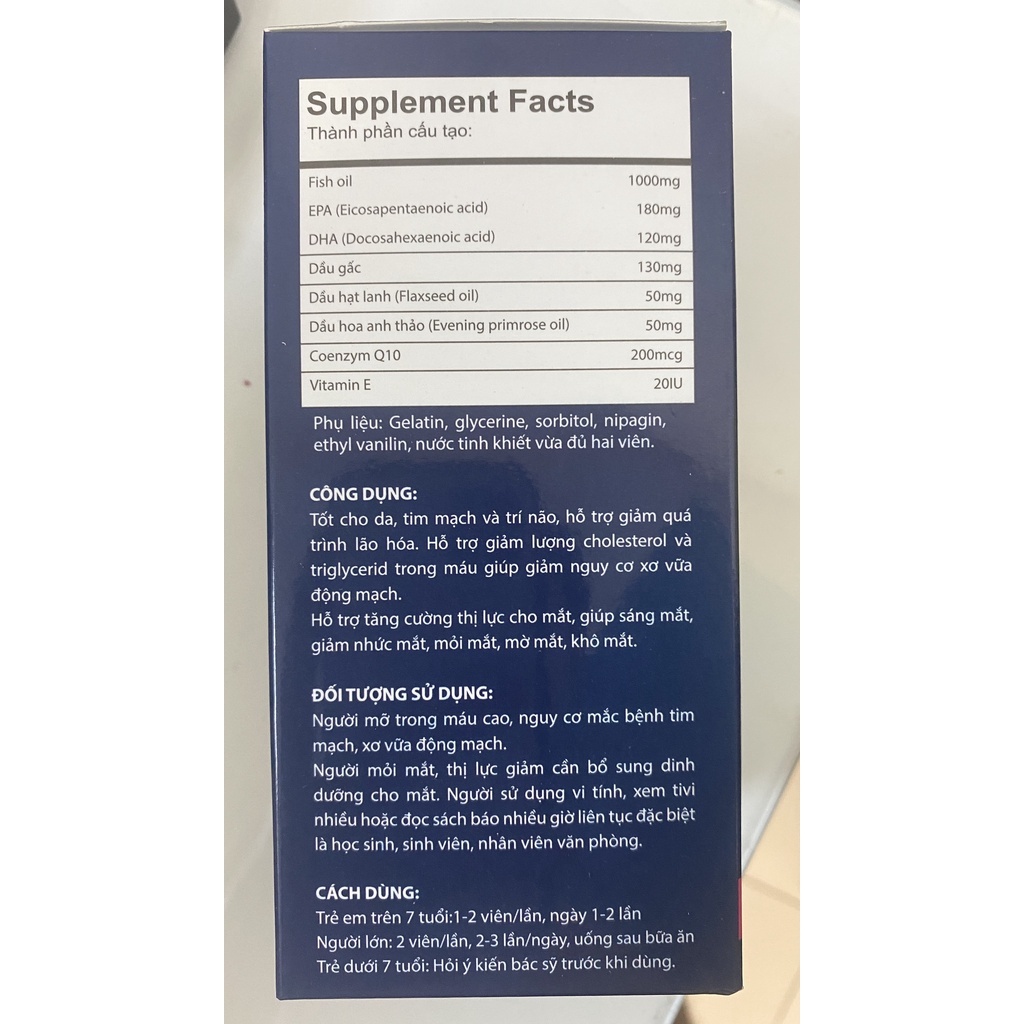 Supplement Facts
Thành phần cấu tạo:
Fish oil 1000mg
EPA (Eicosapentaenoic acid) 180mg
DHA (Docosahexaenoic acid) 120mg
Dầu gấc 130mg
Dầu hạt lanh (Flaxseed oil) 50mg
Dầu hoa anh thảo (Evening primrose oil) 50mg
Coenzym Q10 200mcg
Vitamin E 20IU
Phụ liệu: Gelatin, glycerine, sorbitol, nipagin,
ethyl vanilin, nước tinh khiết vừa đủ hai viên.
CÔNG DỤNG:
Tốt cho da, tim mạch và trí não, hỗ trợ giảm quá
trình lão hóa. Hỗ trợ giảm lượng cholesterol và
triglycerid trong máu giúp giảm nguy cơ xơ vữa
động mạch.
Hỗ trợ tăng cường thị lực cho mắt, giúp sáng mắt,
giảm nhức mắt, mỏi mắt, mờ mắt, khô mắt.
ĐỐI TƯỢNG SỬ DỤNG:
Người mỡ trong máu cao, nguy cơ mắc bệnh tim
mạch, xơ vữa động mạch.
Người mỏi mắt, thị lực giảm cần bổ sung dinh
dưỡng cho mắt. Người sử dụng vi tính, xem tivi
nhiều hoặc đọc sách báo nhiều giờ liên tục đặc biệt
là học sinh, sinh viên, nhân viên văn phòng.
CÁCH DÙNG:
Trẻ em trên 7 tuổi:1-2 viên/lần, ngày 1-2 lần
Người lớn: 2 viên/lần, 2-3 lần/ngày, uống sau bữa ăn
Trẻ dưới 7 tuổi: Hỏi ý kiến bác sỹ trước khi dùng.